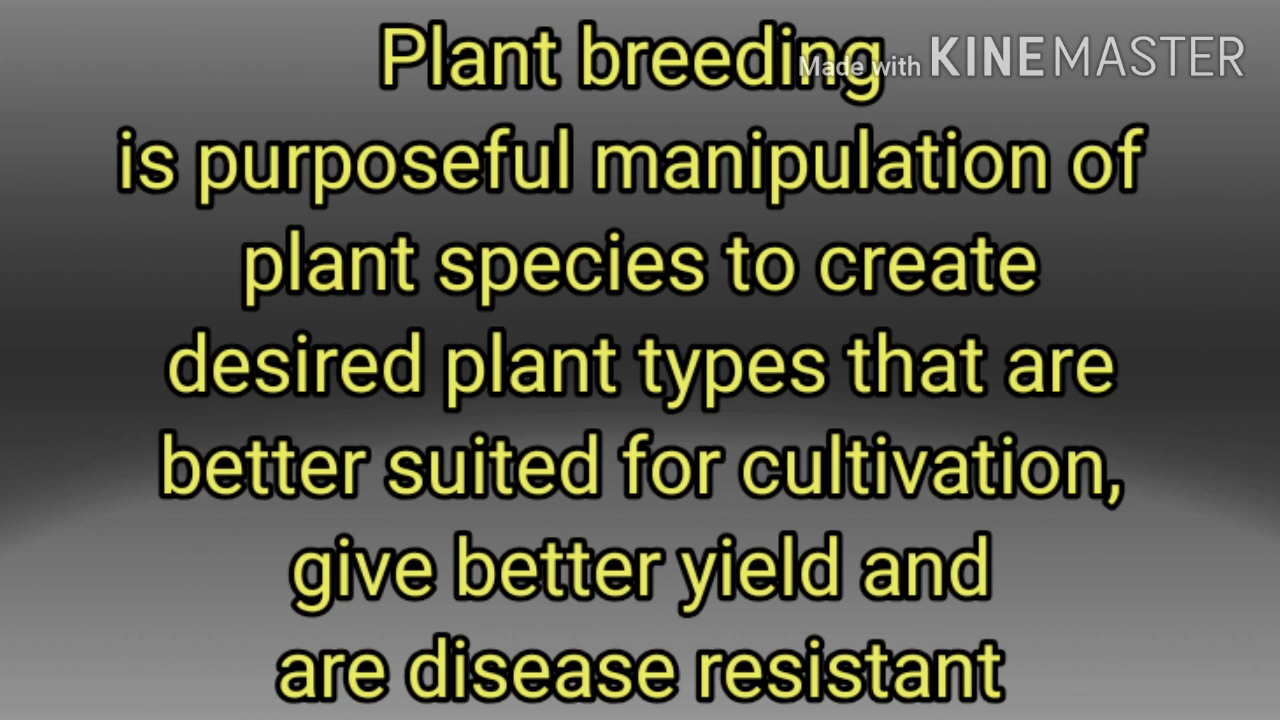 Plant breeding
Made with KINEMASTER
is purposeful manipulation of
plant species to create
desired plant types that are
better suited for cultivation,
give better yield and
are disease resistant